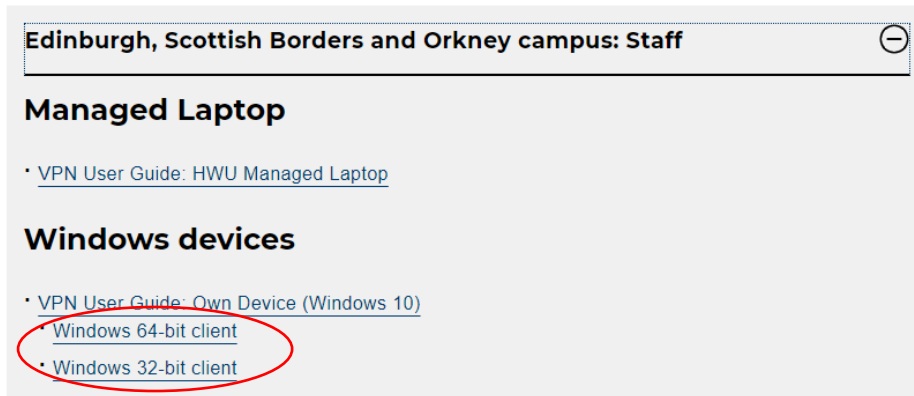 Edinburgh, Scottish Borders and Orkney campus: Staff
Managed Laptop
· VPN User Guide: HWU Managed Laptop
Windows devices
· VPN User Guide: Own Device (Windows 10)
· Windows 64-bit client
· Windows 32-bit client